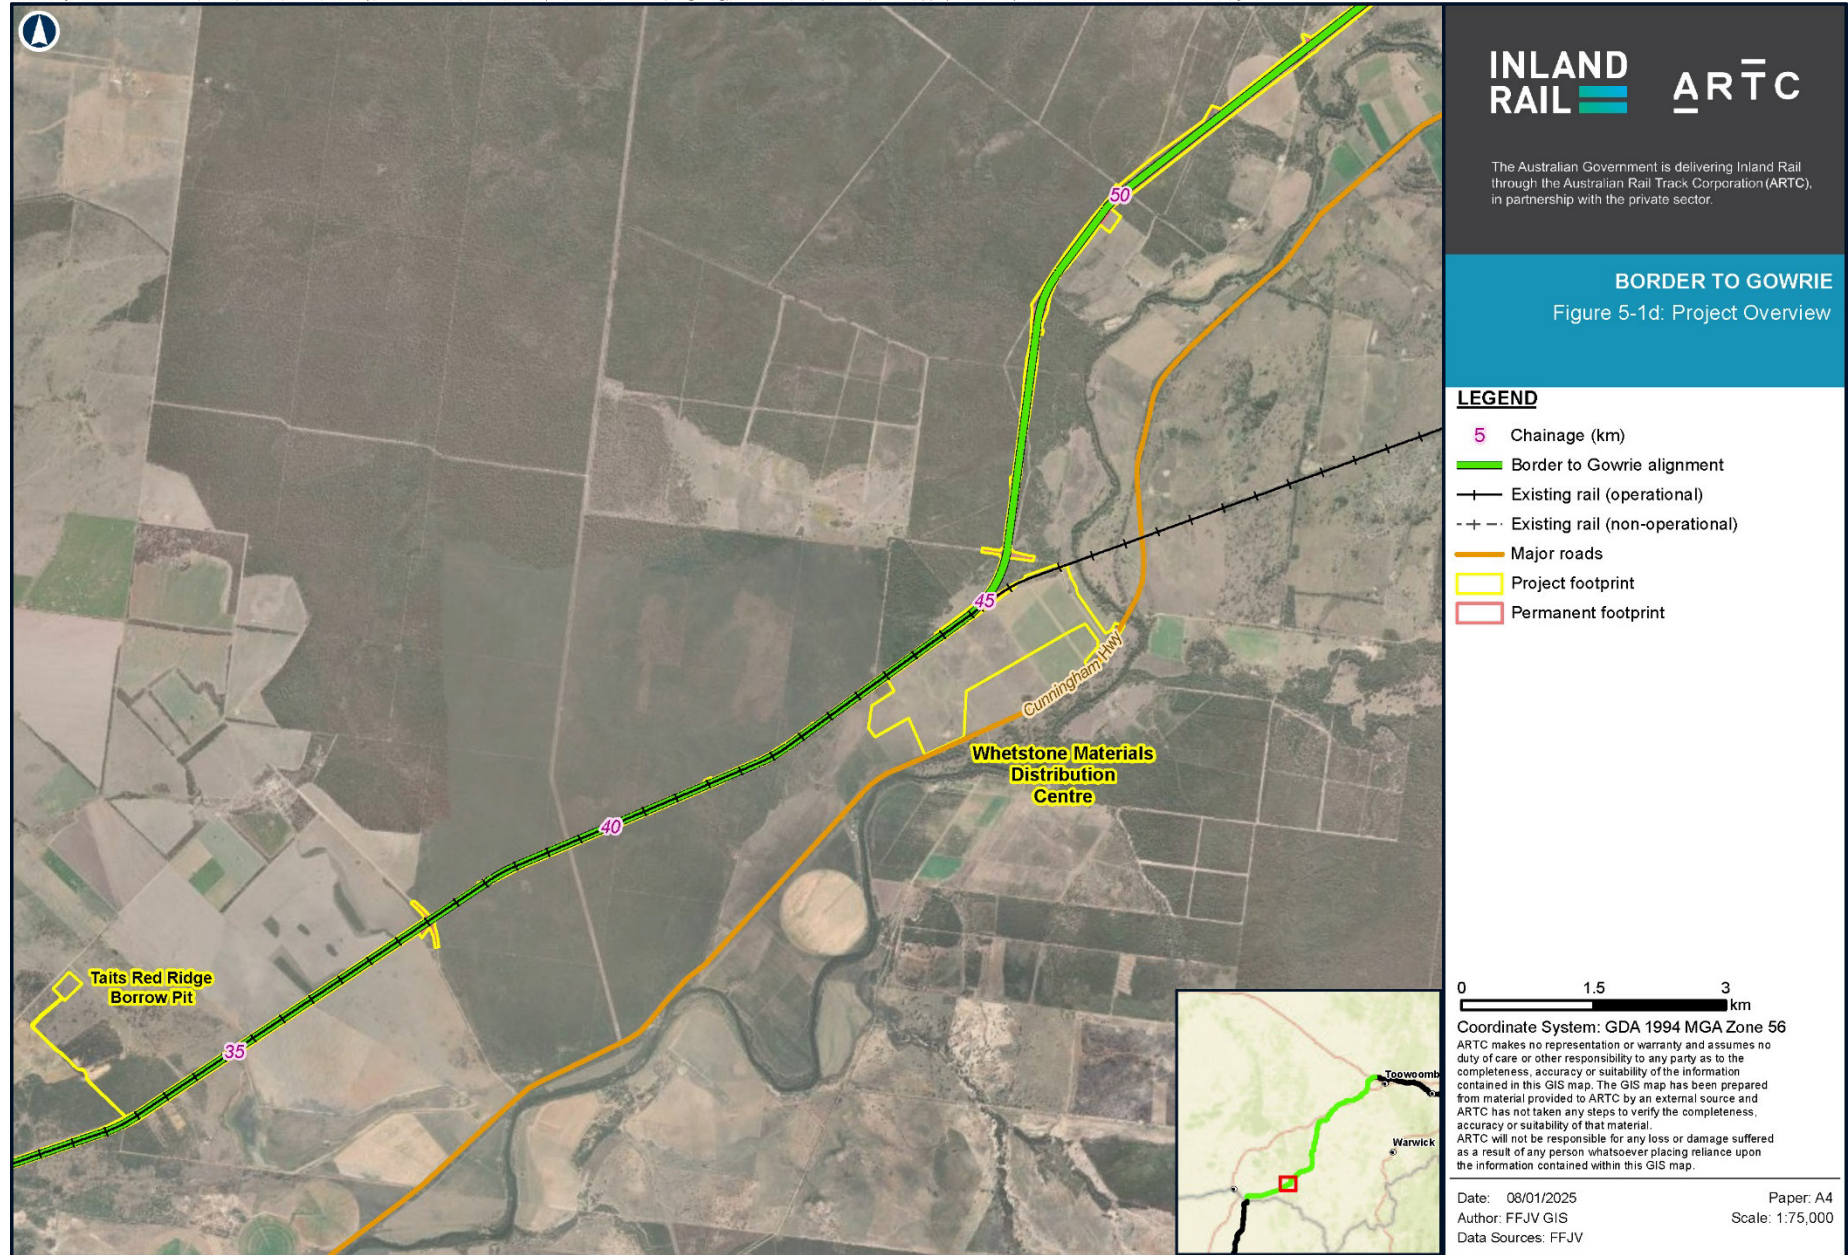 50
45
Cunningham Hwy
Whetstone Materials
Distribution
Centre
40
Taits Red Ridge
Borrow Pit
35
Toowoomb
Warwick
INLAND
RAIL
ARTC
The Australian Government is delivering Inland Rail
through the Australian Rail Track Corporation (ARTC),
in partnership with the private sector.
BORDER TO GOWRIE
Figure 5-1d: Project Overview
LEGEND
5 Chainage (km)
Border to Gowrie alignment
Existing rail (operational)
Existing rail (non-operational)
Major roads
Project footprint
Permanent footprint
0 1.5 3
km
Coordinate System: GDA 1994 MGA Zone 56
ARTC makes no representation or warranty and assumes no
duty of care or other responsibility to any party as to the
completeness, accuracy or suitability of the information
contained in this GIS map. The GIS map has been prepared
from material provided to ARTC by an external source and
ARTC has not taken any steps to verify the completeness,
accuracy or suitability of that material.
ARTC will not be responsible for any loss or damage suffered
as a result of any person whatsoever placing reliance upon
the information contained within this GIS map.
Date: 08/01/2025 Paper: A4
Author: FFJV GIS Scale: 1:75,000
Data Sources: FFJV